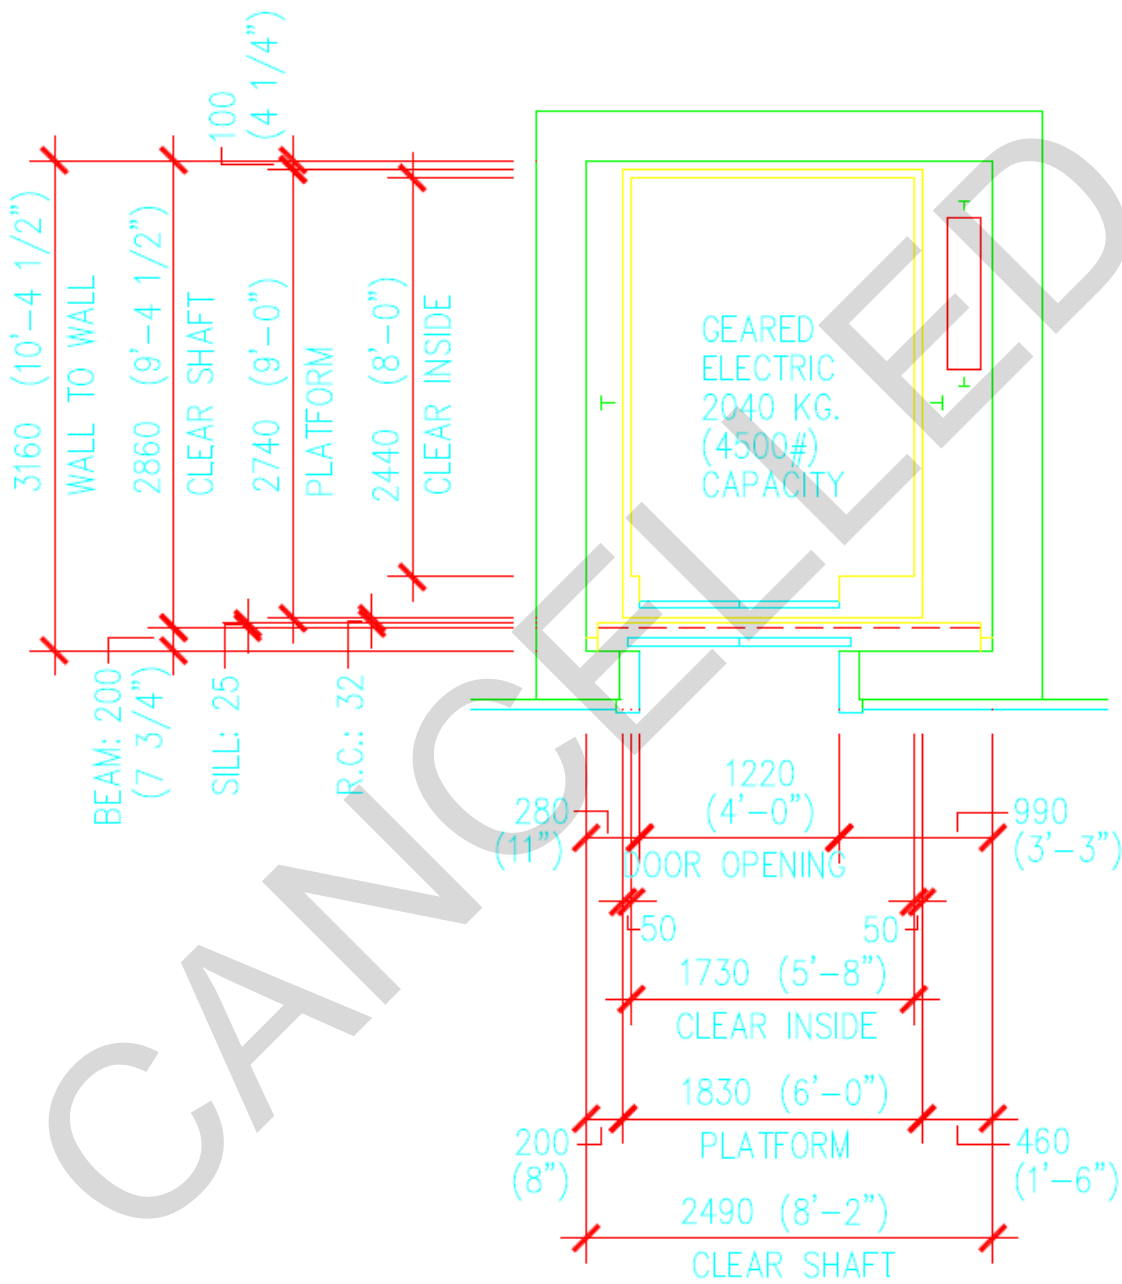 100
(4 1/4")
3160 (10'-4 1/2")
WALL TO WALL
2860 (9'-4 1/2")
CLEAR SHAFT
2740 (9'-0")
PLATFORM
2440 (8'-0")
CLEAR INSIDE
GEARED
ELECTRIC
2040 KG.
(4500#)
CAPACITY
BEAM: 200
(7 3/4")
SILL: 25
R.C.: 32
280
(11")
1220
(4'-0")
DOOR OPENING
990
(3'-3")
50
50
1730 (5'-8")
CLEAR INSIDE
1830 (6'-0")
PLATFORM
200
(8")
460
(1'-6")
2490 (8'-2")
CLEAR SHAFT
CANCELLED